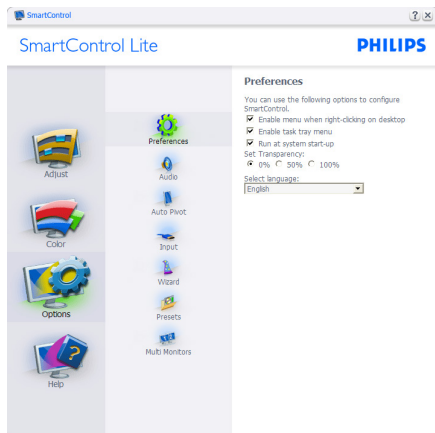 SmartControl
SmartControl Lite
PHILIPS
Adjust
Color
Options
Help
Preferences
Audio
Auto Pivot
Input
Wizard
Presets
Multi Monitors
Preferences
You can use the following options to configure
SmartControl.
Enable menu when right-clicking on desktop
Enable task tray menu
Run at system start-up
Set Transparency:
0% 50% 100%
Select language:
English